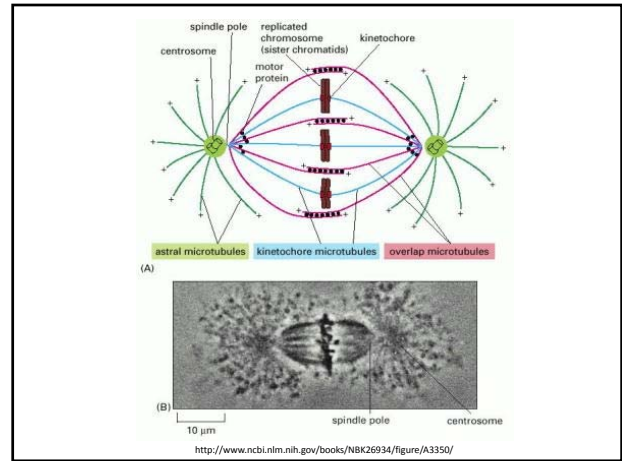 spindle pole
replicated
chromosome
(sister chromatids)
kinetochore
centrosome
motor
protein
+ + + + + + + + + + + + + + + + + + + + + +
astral microtubules
kinetochore microtubules
overlap microtubules
(A)
(B)
spindle pole
centrosome
10 μm
http://www.ncbi.nlm.nih.gov/books/NBK26934/figure/A3350/